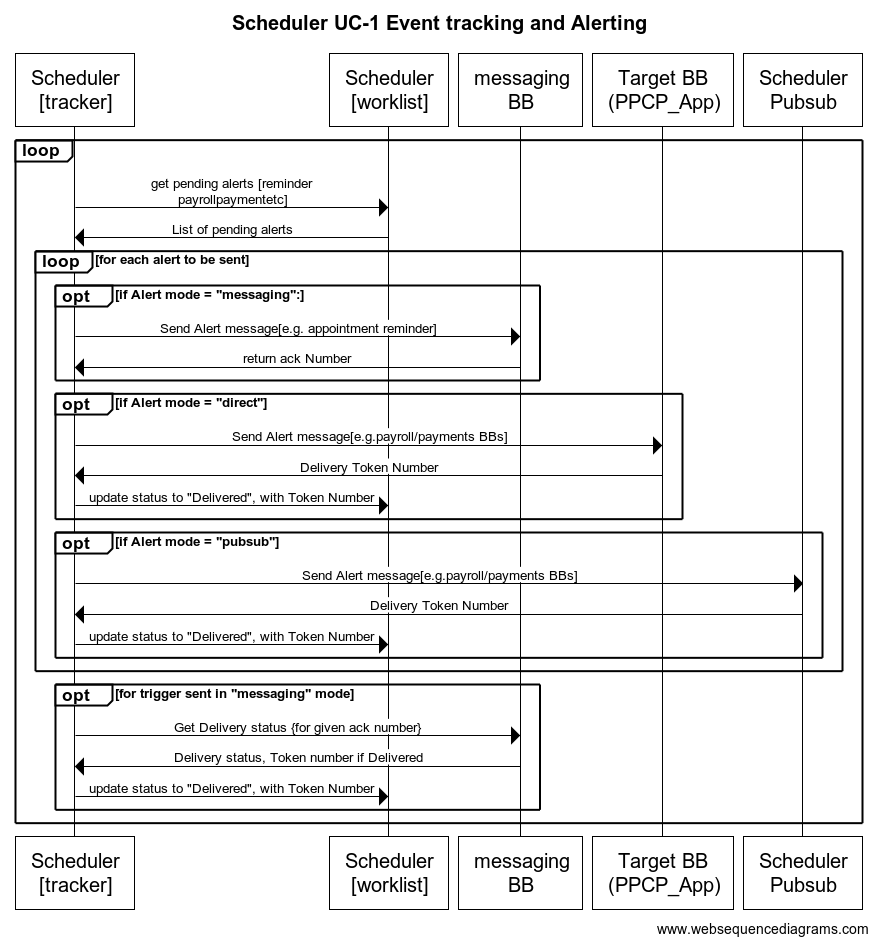 Scheduler UC-1 Event tracking and Alerting
Scheduler
[tracker]
Scheduler
[worklist]
messaging
BB
Target BB
(PPCP_App)
Scheduler
Pubsub
loop
get pending alerts [reminder
payrollpaymentetc]
List of pending alerts
loop [for each alert to be sent]
opt [if Alert mode = "messaging":]
Send Alert message[e.g. appointment reminder]
return ack Number
opt [if Alert mode = "direct"]
Send Alert message[e.g.payroll/payments BBs]
Delivery Token Number
update status to "Delivered", with Token Number
opt [if Alert mode = "pubsub"]
Send Alert message[e.g.payroll/payments BBs]
Delivery Token Number
update status to "Delivered", with Token Number
opt [for trigger sent in "messaging" mode]
Get Delivery status {for given ack number}
Delivery status, Token number if Delivered
update status to "Delivered", with Token Number
Scheduler
[tracker]
Scheduler
[worklist]
messaging
BB
Target BB
(PPCP_App)
Scheduler
Pubsub
www.websequencediagrams.com